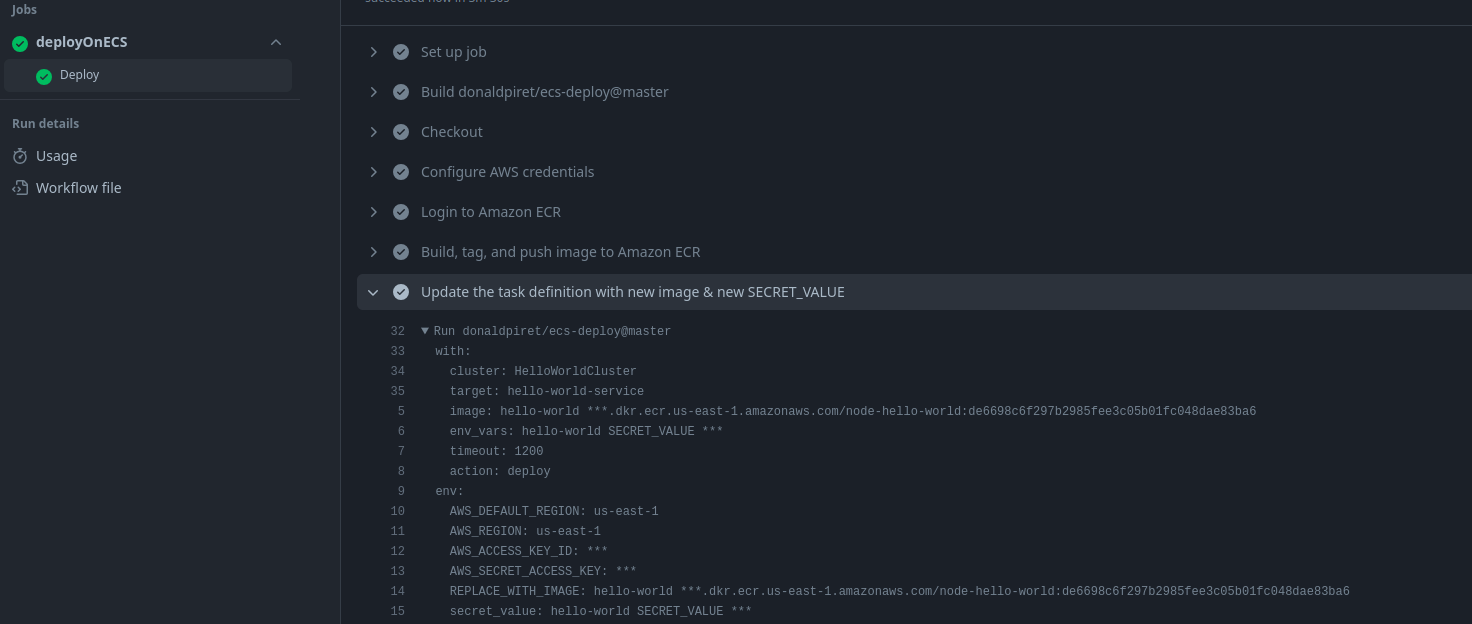 Jobs
deployOnECS
Deploy
Run details
Usage
Workflow file
succeeded now in 3m 30s
Set up job
Build donaldpiret/ecs-deploy@master
Checkout
Configure AWS credentials
Login to Amazon ECR
Build, tag, and push image to Amazon ECR
Update the task definition with new image & new SECRET_VALUE
32 Run donaldpiret/ecs-deploy@master
33 with:
34 cluster: HelloWorldCluster
35 target: hello-world-service
5 image: hello-world ***.dkr.ecr.us-east-1.amazonaws.com/node-hello-world:de6698c6f297b2985fee3c05b01fc048dae83ba6
6 env_vars: hello-world SECRET_VALUE ***
7 timeout: 1200
8 action: deploy
9 env:
10 AWS_DEFAULT_REGION: us-east-1
11 AWS_REGION: us-east-1
12 AWS_ACCESS_KEY_ID: ***
13 AWS_SECRET_ACCESS_KEY: ***
14 REPLACE_WITH_IMAGE: hello-world ***.dkr.ecr.us-east-1.amazonaws.com/node-hello-world:de6698c6f297b2985fee3c05b01fc048dae83ba6
15 secret_value: hello-world SECRET_VALUE ***